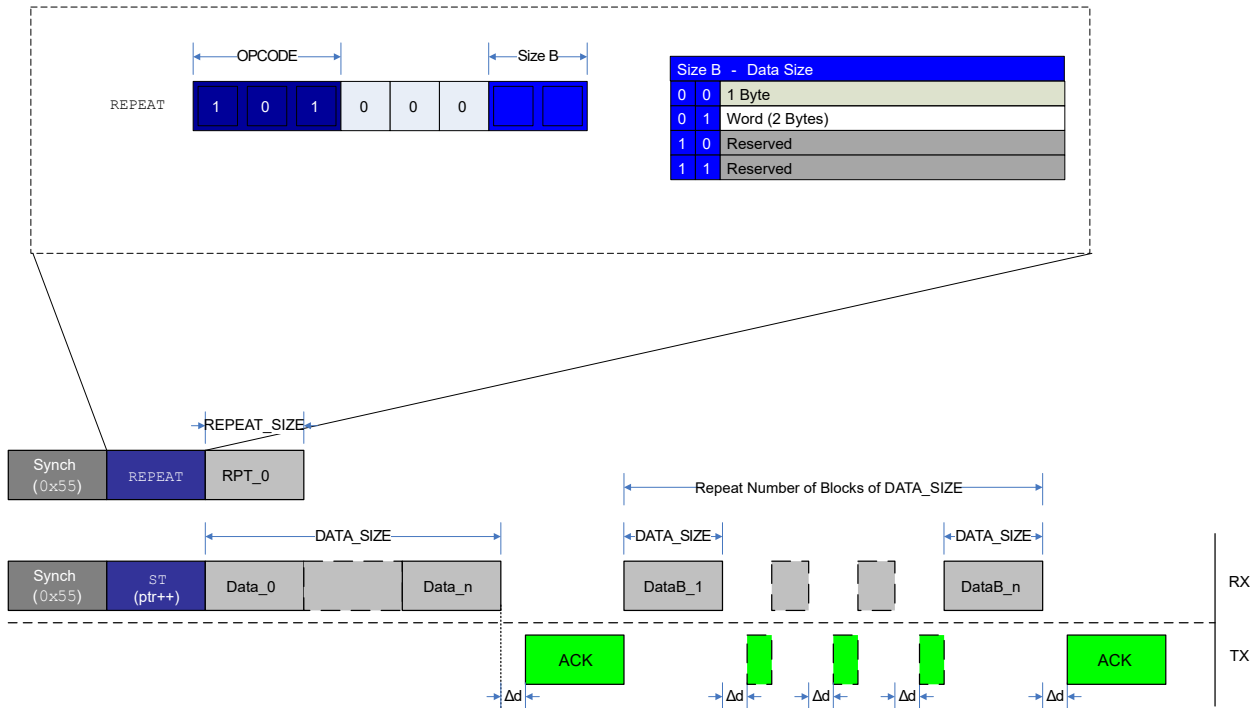 OPCODE
Size B
REPEAT
1 0 1 0 0 0
Size B - Data Size
0 0 1 Byte
0 1 Word (2 Bytes)
1 0 Reserved
1 1 Reserved
REPEAT_SIZE
Synch
(0x55)
REPEAT
RPT_0
Repeat Number of Blocks of DATA_SIZE
DATA_SIZE
DATA_SIZE
DATA_SIZE
Synch
(0x55)
ST
(ptr++)
Data_0
Data_n
DataB_1
DataB_n
RX
ACK
ACK
TX
Δd
Δd
Δd
Δd
Δd